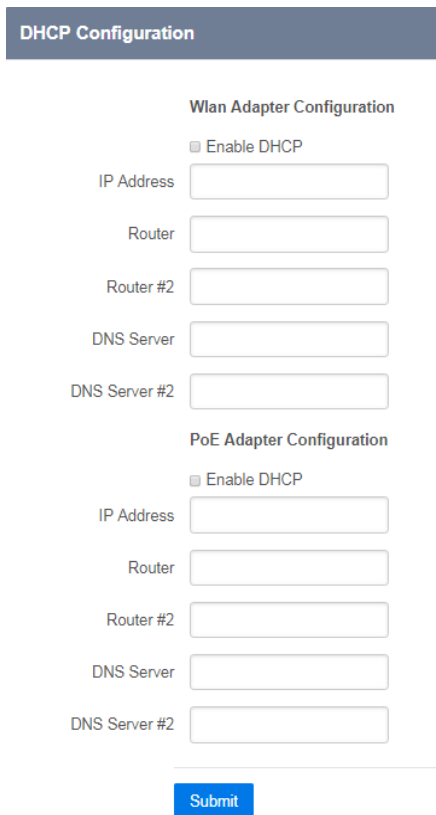 DHCP Configuration
Wlan Adapter Configuration
Enable DHCP
IP Address
Router
Router #2
DNS Server
DNS Server #2
PoE Adapter Configuration
Enable DHCP
IP Address
Router
Router #2
DNS Server
DNS Server #2
Submit